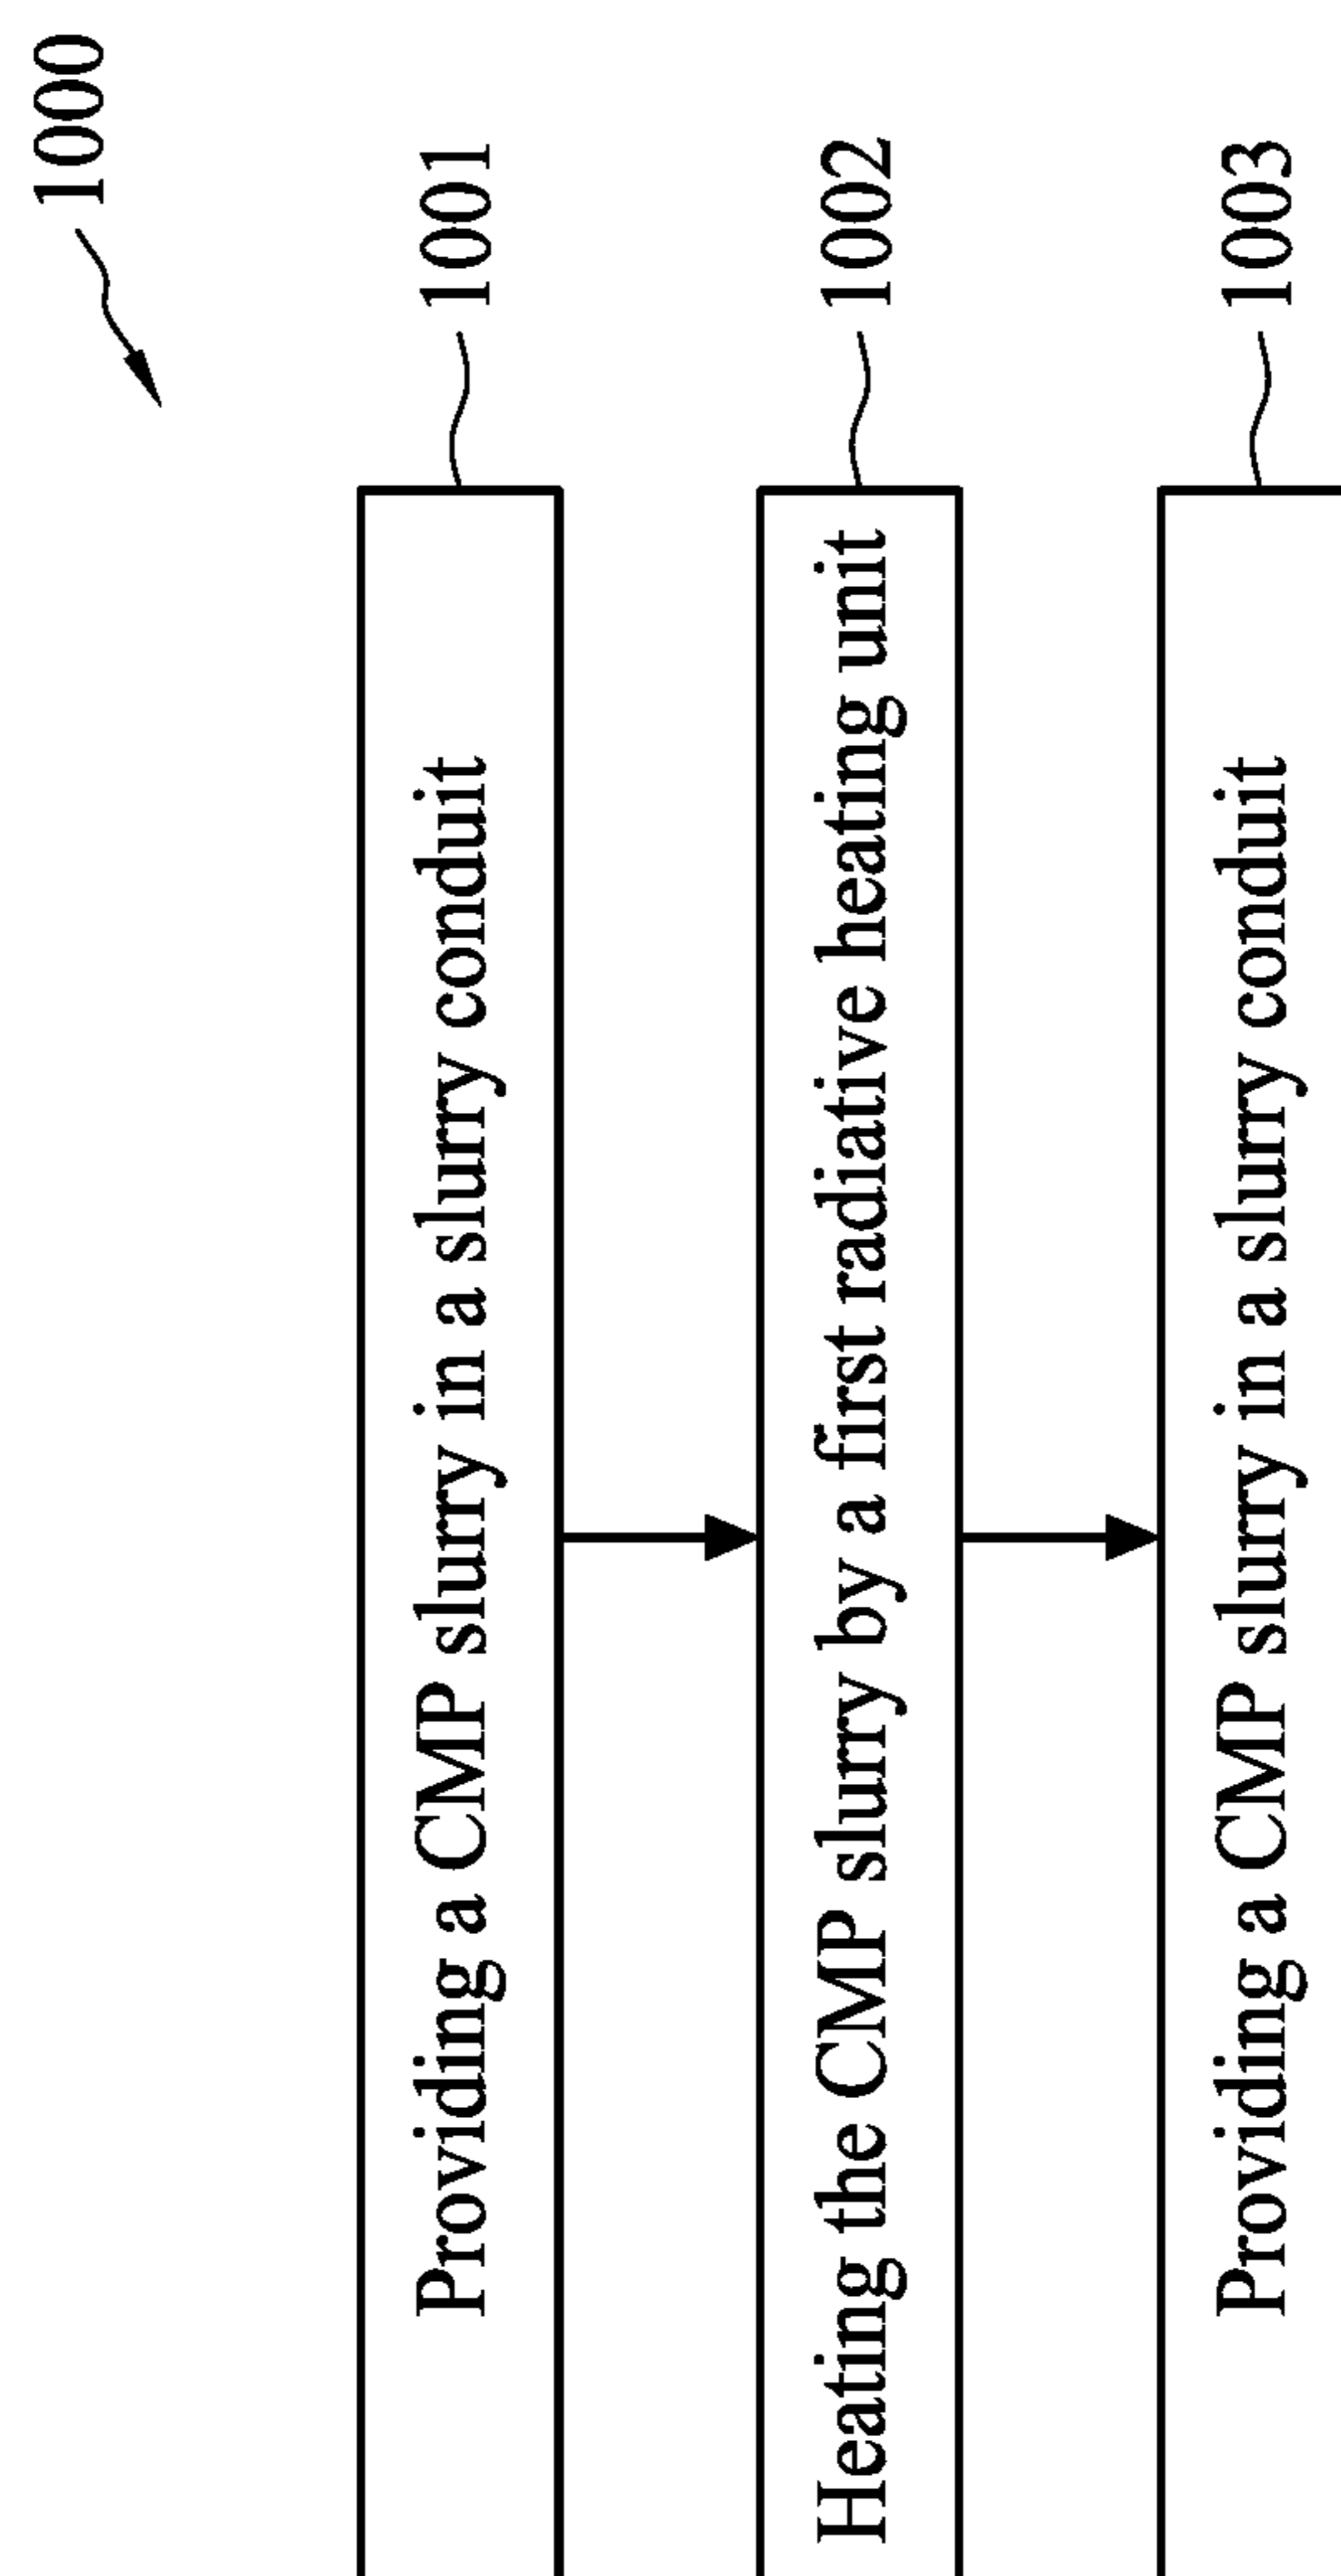 1000
Providing a CMP slurry in a slurry conduit
1001
Heating the CMP slurry by a first radiative heating unit
1002
Providing a CMP slurry in a slurry conduit
1003